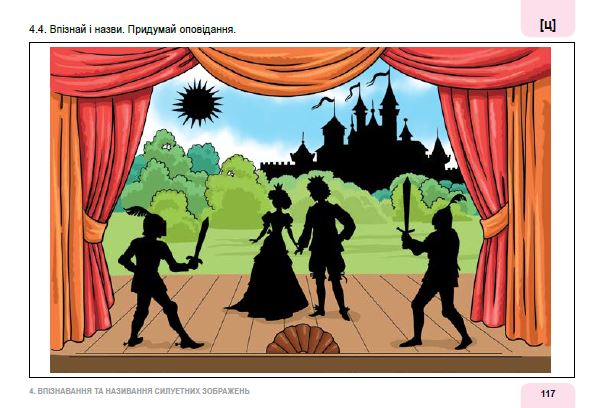 [ц]
4.4. Впізнай і назви. Придумай оповідання.
4. ВПІЗНАВАННЯ ТА НАЗИВАННЯ СИЛУЕТНИХ ЗОБРАЖЕНЬ
117